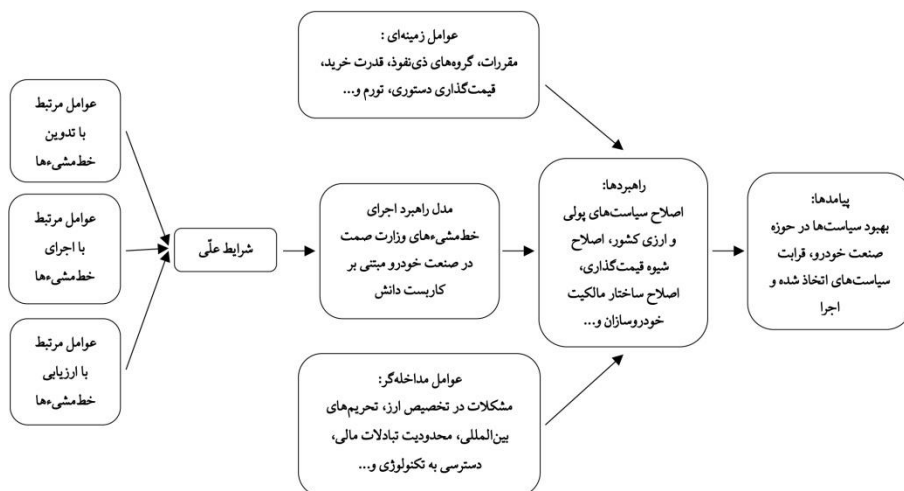 عوامل زمینه‌ای :
مقررات، گروه‌های ذی‌نفوذ، قدرت خرید،
قیمت‌گذاری دستوری، تورم و...
عوامل مرتبط
با تدوین
خط‌مشیء‌ها
عوامل مرتبط
با اجرای
خط‌مشیء‌ها
عوامل مرتبط
با ارزیابی
خط‌مشیء‌ها
شرایط علّی
مدل راهبرد اجرای
خط‌مشیء‌های وزارت صمت
در صنعت خودرو مبتنی بر
کاربست دانش
راهبردها:
اصلاح سیاست‌های پولی
و ارزی کشور، اصلاح
شیوه قیمت‌گذاری،
اصلاح ساختار مالکیت
خودروسازان و...
پیامدها:
بهبود سیاست‌ها در حوزه
صنعت خودرو، قرابت
سیاست‌های اتخاذ شده و
اجرا
عوامل مداخله‌گر:
مشکلات در تخصیص ارز، تحریم‌های
بین‌المللی، محدودیت تبادلات مالی،
دسترسی به تکنولوژی و...